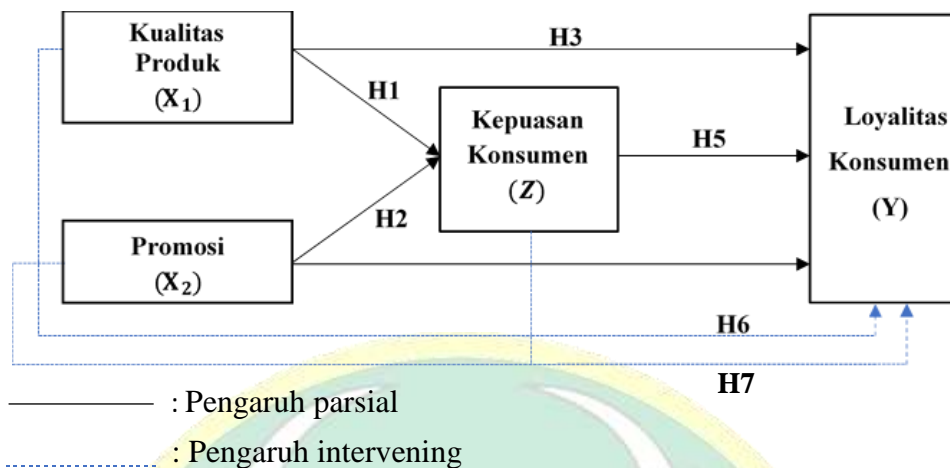 Kualitas
Produk
(X₁)
H3
H1
Kepuasan
Konsumen
(Z)
H5
Loyalitas
Konsumen
(Y)
H2
Promosi
(X₂)
H6
H7
: Pengaruh parsial
: Pengaruh intervening